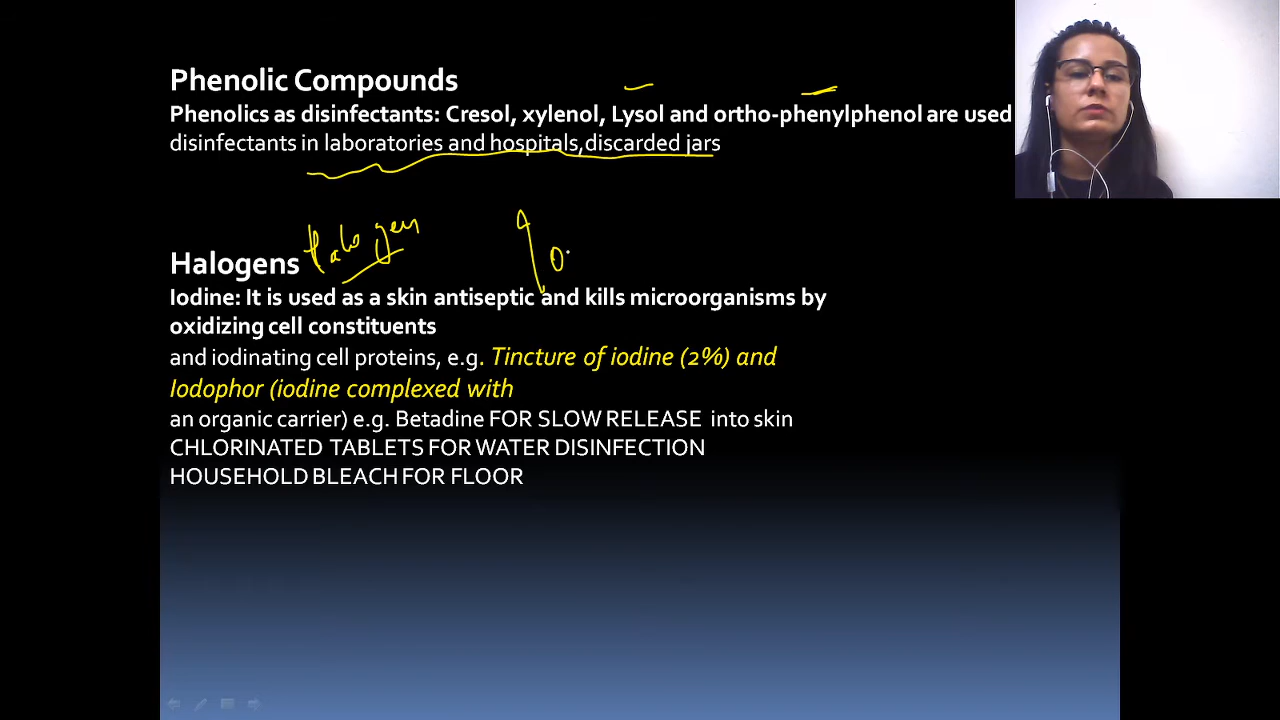 Phenolic Compounds
Phenolics as disinfectants: Cresol, xylenol, Lysol and ortho-phenylphenol are used
disinfectants in laboratories and hospitals,discarded jars
Halogen
Halogens
Iodine: It is used as a skin antiseptic and kills microorganisms by
oxidizing cell constituents
and iodinating cell proteins, e.g. Tincture of iodine (2%) and
Iodophor (iodine complexed with
an organic carrier) e.g. Betadine FOR SLOW RELEASE into skin
CHLORINATED TABLETS FOR WATER DISINFECTION
HOUSEHOLD BLEACH FOR FLOOR